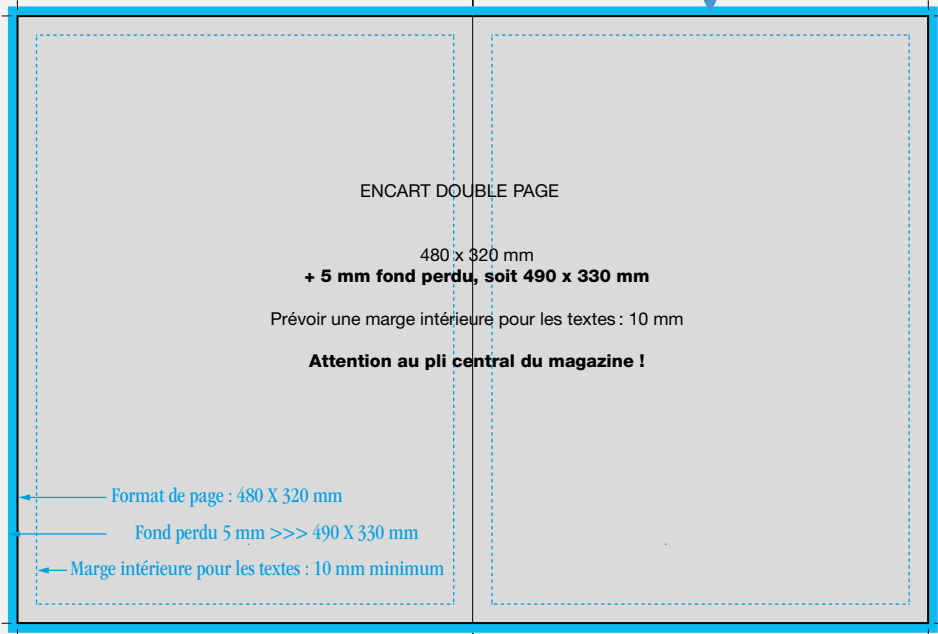 ENCART DOUBLE PAGE
480 x 320 mm
+ 5 mm fond perdu, soit 490 x 330 mm
Prévoir une marge intérieure pour les textes : 10 mm
Attention au pli central du magazine !
Format de page : 480 X 320 mm
Fond perdu 5 mm >>> 490 X 330 mm
Marge intérieure pour les textes : 10 mm minimum